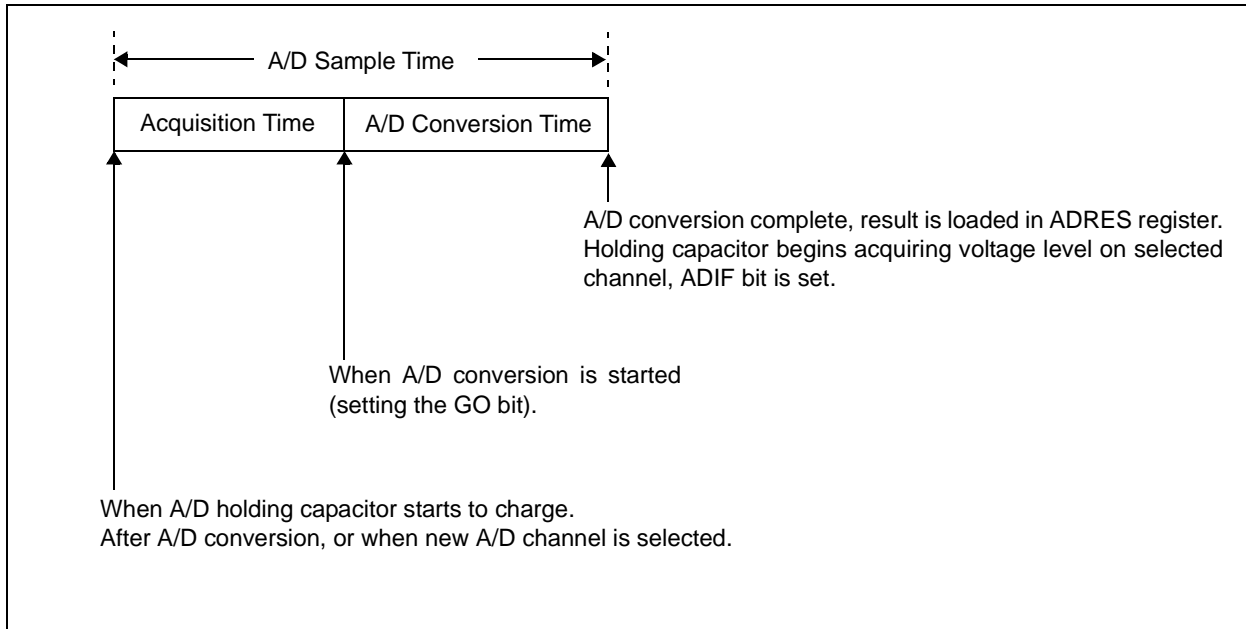 A/D Sample Time
Acquisition Time
A/D Conversion Time
A/D conversion complete, result is loaded in ADRES register.
Holding capacitor begins acquiring voltage level on selected
channel, ADIF bit is set.
When A/D conversion is started
(setting the GO bit).
When A/D holding capacitor starts to charge.
After A/D conversion, or when new A/D channel is selected.